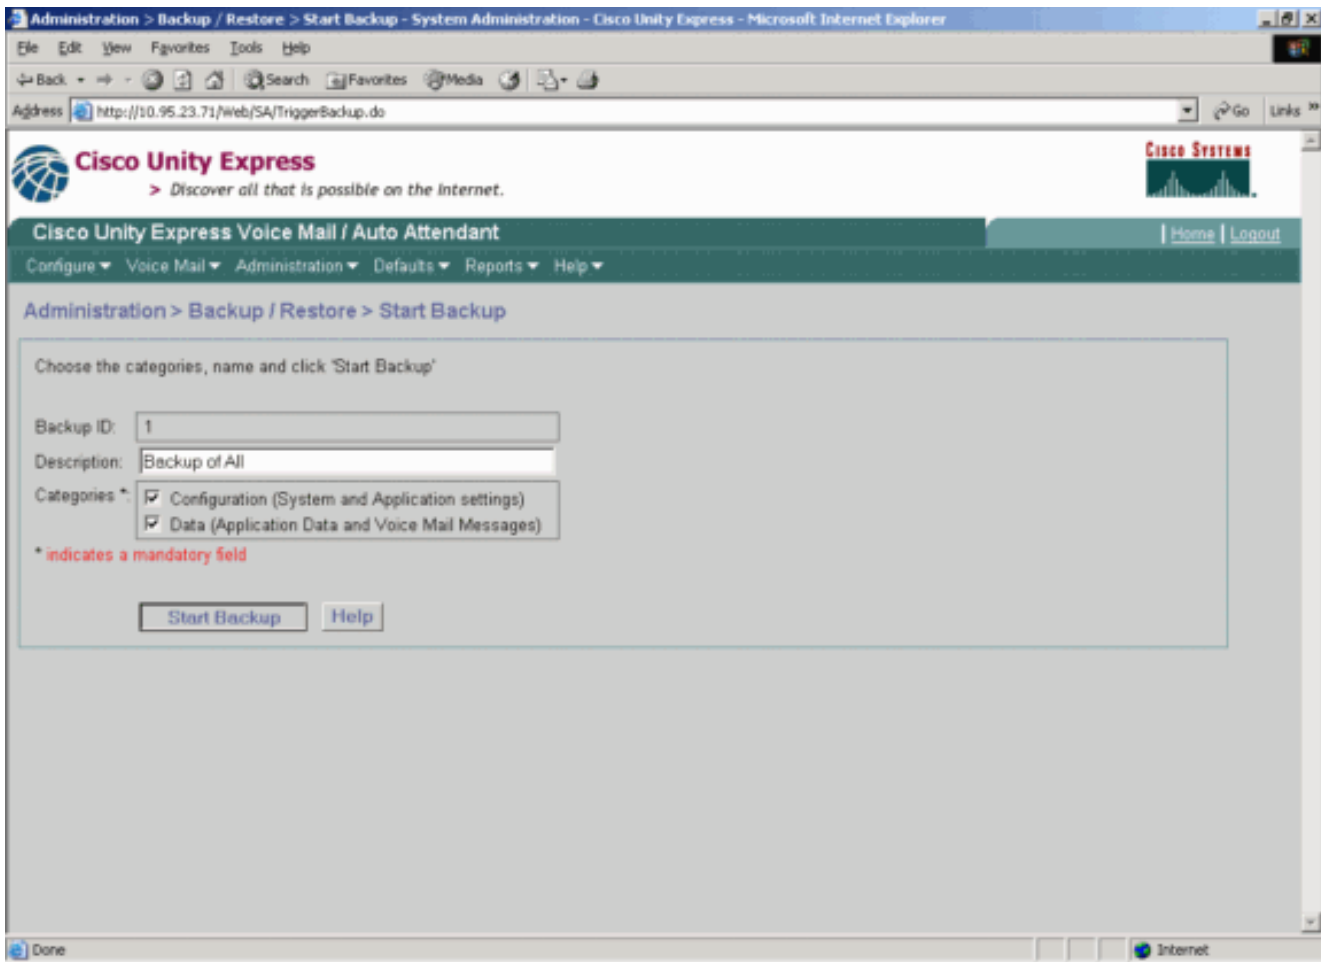 Administration > Backup / Restore > Start Backup - System Administration - Cisco Unity Express - Microsoft Internet Explorer
File Edit View Favorites Tools Help
Back Search Favorites Media
Address http://10.95.23.71/Web/SA/TriggerBackup.do Go Links »
Cisco Unity Express
> Discover all that is possible on the Internet.
CISCO SYSTEMS
Cisco Unity Express Voice Mail / Auto Attendant
| Home | Logout
Configure Voice Mail Administration Defaults Reports Help
Administration > Backup / Restore > Start Backup
Choose the categories, name and click 'Start Backup'
Backup ID: 1
Description: Backup of All
Categories *: Configuration (System and Application settings)
Data (Application Data and Voice Mail Messages)
* indicates a mandatory field
Start Backup Help
Done Internet